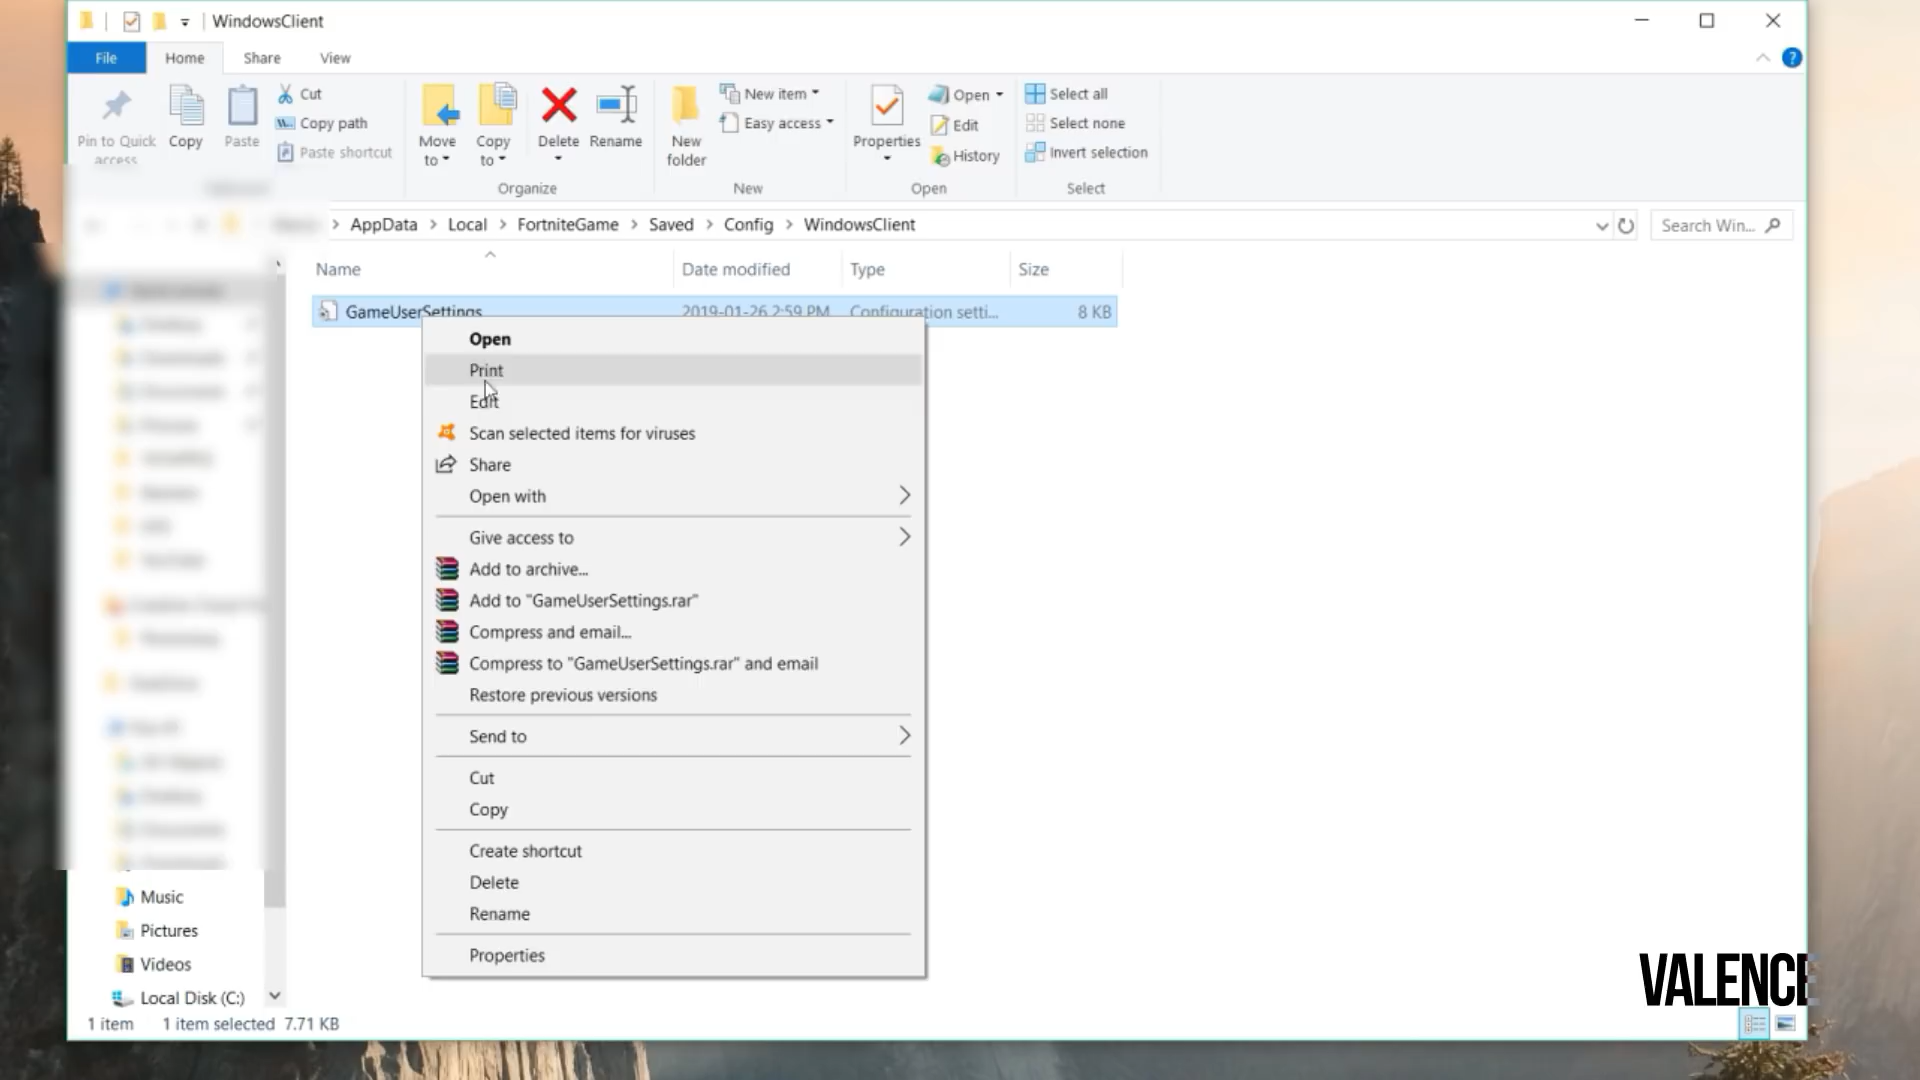 WindowsClient
File Home Share View
Pin to Quick access
Copy
Paste
Cut
Copy path
Paste shortcut
Move to
Copy to
Delete
Rename
Organize
New folder
New item
Easy access
New
Properties
Open
Edit
History
Open
Select all
Select none
Invert selection
Select
AppData > Local > FortniteGame > Saved > Config > WindowsClient
Search Win...
Name Date modified Type Size
GameUserSettings 2019-01-26 2:59 PM Configuration setti... 8 KB
Open
Print
Edit
Scan selected items for viruses
Share
Open with
Give access to
Add to archive...
Add to "GameUserSettings.rar"
Compress and email...
Compress to "GameUserSettings.rar" and email
Restore previous versions
Send to
Cut
Copy
Create shortcut
Delete
Rename
Properties
Music
Pictures
Videos
Local Disk (C:)
1 item 1 item selected 7.71 KB
VALENCE